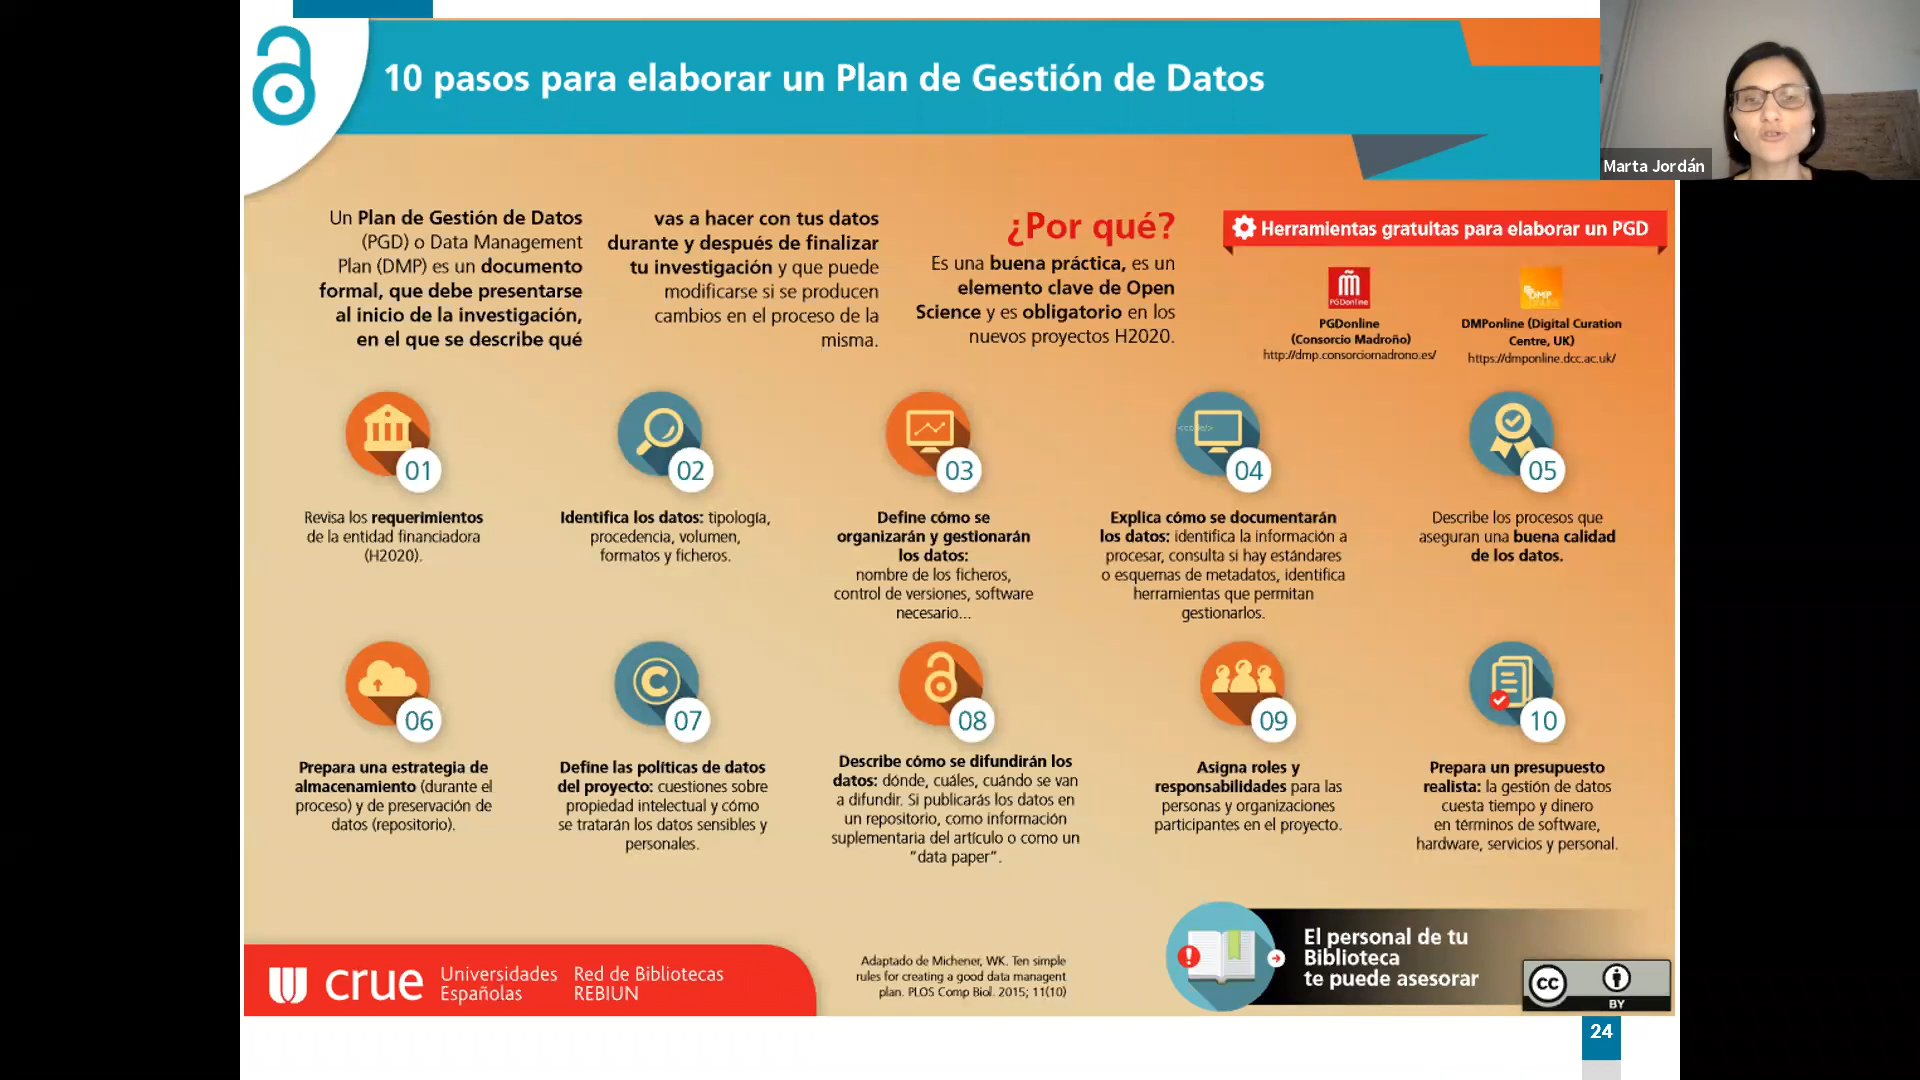 10 pasos para elaborar un Plan de Gestión de Datos
Marta Jordán
Un Plan de Gestión de Datos
(PGD) o Data Management
Plan (DMP) es un documento
formal, que debe presentarse
al inicio de la investigación,
en el que se describe qué
vas a hacer con tus datos
durante y después de finalizar
tu investigación y que puede
modificarse si se producen
cambios en el proceso de la
misma.
¿Por qué?
Es una buena práctica, es un
elemento clave de Open
Science y es obligatorio en los
nuevos proyectos H2020.
Herramientas gratuitas para elaborar un PGD
PGDonline
PGDonline
(Consorcio Madroño)
http://dmp.consorciomadrono.es/
DMP
DMPonline (Digital Curation
Centre, UK)
https://dmponline.dcc.ac.uk/
01
Revisa los requerimientos
de la entidad financiadora
(H2020).
02
Identifica los datos: tipología,
procedencia, volumen,
formatos y ficheros.
03
Define cómo se
organizarán y gestionarán
los datos:
nombre de los ficheros,
control de versiones, software
necesario...
<code/>
04
Explica cómo se documentarán
los datos: identifica la información a
procesar, consulta si hay estándares
o esquemas de metadatos, identifica
herramientas que permitan
gestionarlos.
05
Describe los procesos que
aseguran una buena calidad
de los datos.
06
Prepara una estrategia de
almacenamiento (durante el
proceso) y de preservación de
datos (repositorio).
07
Define las políticas de datos
del proyecto: cuestiones sobre
propiedad intelectual y cómo
se tratarán los datos sensibles y
personales.
08
Describe cómo se difundirán los
datos: dónde, cuáles, cuándo se van
a difundir. Si publicarás los datos en
un repositorio, como información
suplementaria del artículo o como un
“data paper”.
09
Asigna roles y
responsabilidades para las
personas y organizaciones
participantes en el proyecto.
10
Prepara un presupuesto
realista: la gestión de datos
cuesta tiempo y dinero
en términos de software,
hardware, servicios y personal.
crue
Universidades
Españolas
Red de Bibliotecas
REBIUN
Adaptado de Michener, WK. Ten simple
rules for creating a good data managent
plan. PLOS Comp Biol. 2015; 11(10)
El personal de tu
Biblioteca
te puede asesorar
cc
BY
24